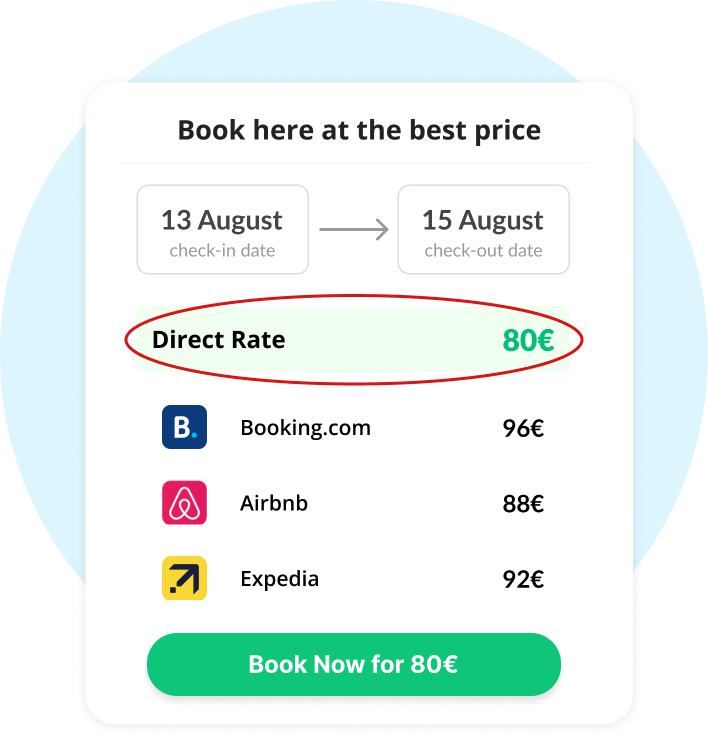 Book here at the best price
13 August
check-in date
15 August
check-out date
Direct Rate 80€
B. Booking.com 96€
Airbnb 88€
Expedia 92€
Book Now for 80€